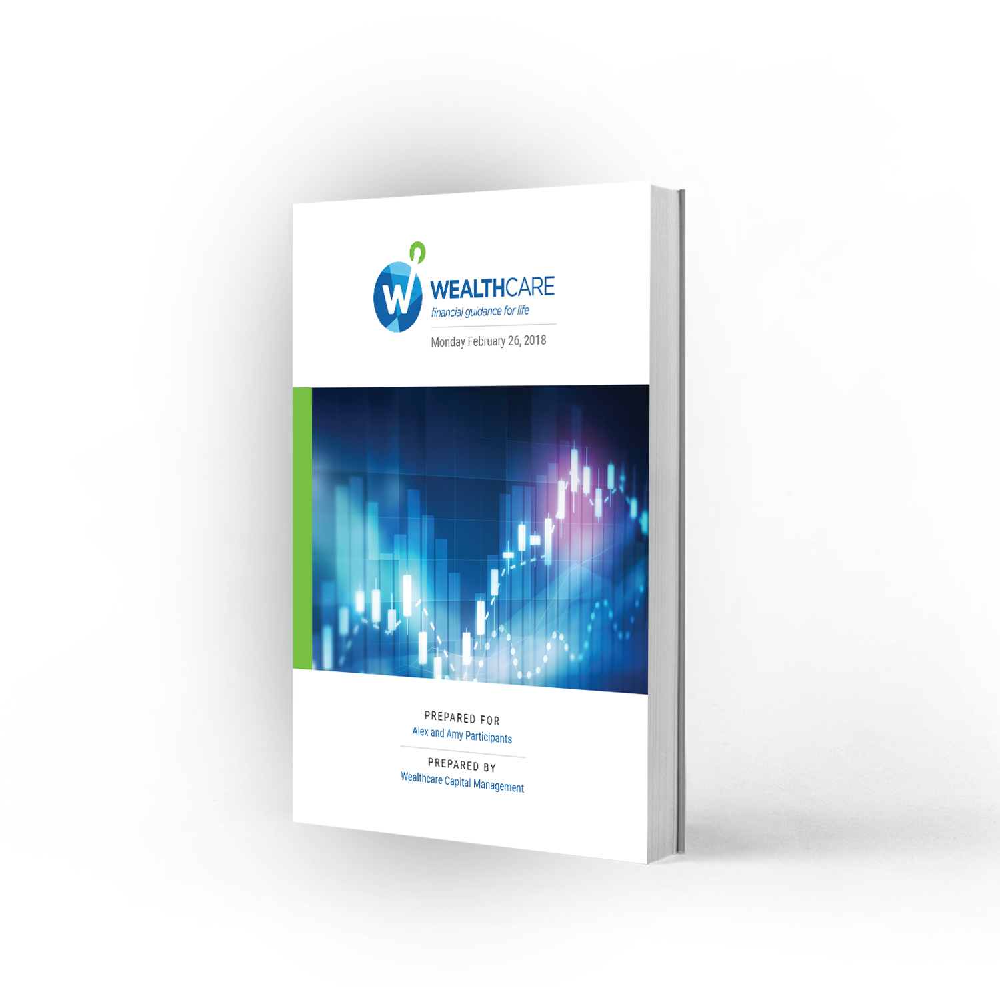 W
WEALTHCARE
financial guidance for life
Monday February 26, 2018
PREPARED FOR
Alex and Amy Participants
PREPARED BY
Wealthcare Capital Management